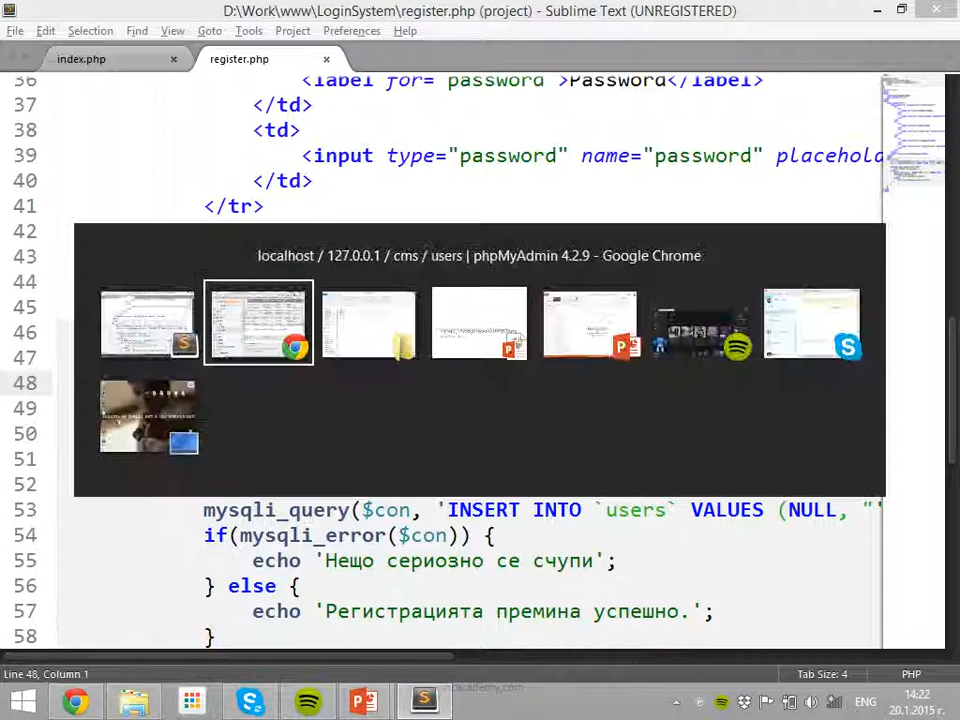 D:\Work\www\LoginSystem\register.php (project) - Sublime Text (UNREGISTERED)
File Edit Selection Find View Goto Tools Project Preferences Help
index.php × register.php ×
36 <label for="password">Password</label>
37 </td>
38 <td>
39 <input type="password" name="password" placehola
40 </td>
41 </tr>
42
43
44
45
46
47
48
49
50
51
52
localhost / 127.0.0.1 / cms / users | phpMyAdmin 4.2.9 - Google Chrome
53 mysqli_query($con, 'INSERT INTO `users` VALUES (NULL, "'
54 if(mysqli_error($con)) {
55 echo 'Нещо сериозно се счупи';
56 } else {
57 echo 'Регистрацията премина успешно.';
58 }
Line 48, Column 1 Tab Size: 4 PHP
ENG
14:22
20.1.2015 г.